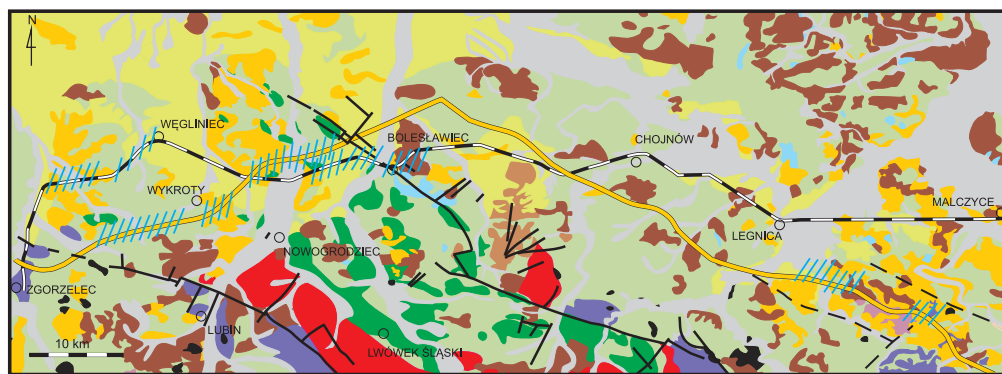 N
WĘGLINIEC
BOLESŁAWIEC
CHOJNÓW
WYKROTY
MALCZYCE
LEGNICA
NOWOGRODZIEC
ZGORZELEC
LUBIN
LWÓWEK ŚLĄSKI
10 km